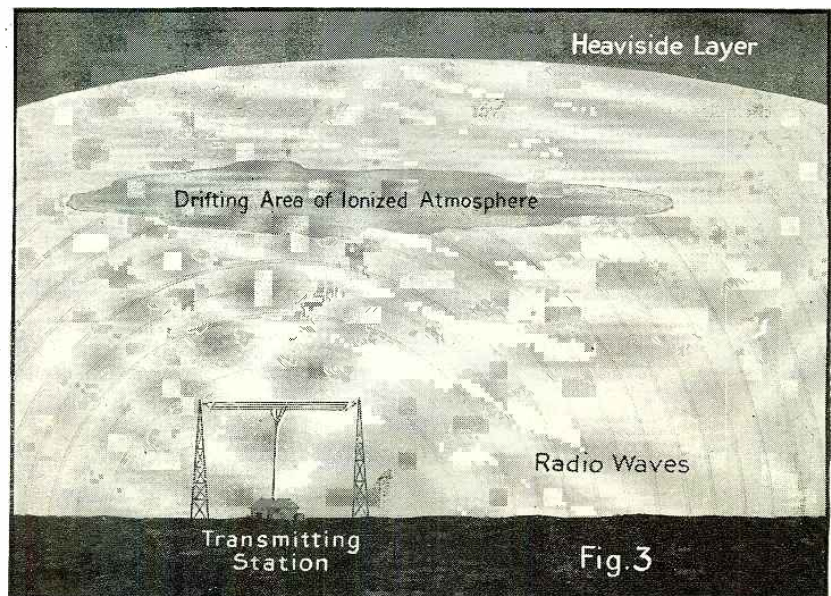 Heaviside Layer
Drifting Area of Ionized Atmosphere
Radio Waves
Transmitting
Station
Fig.3